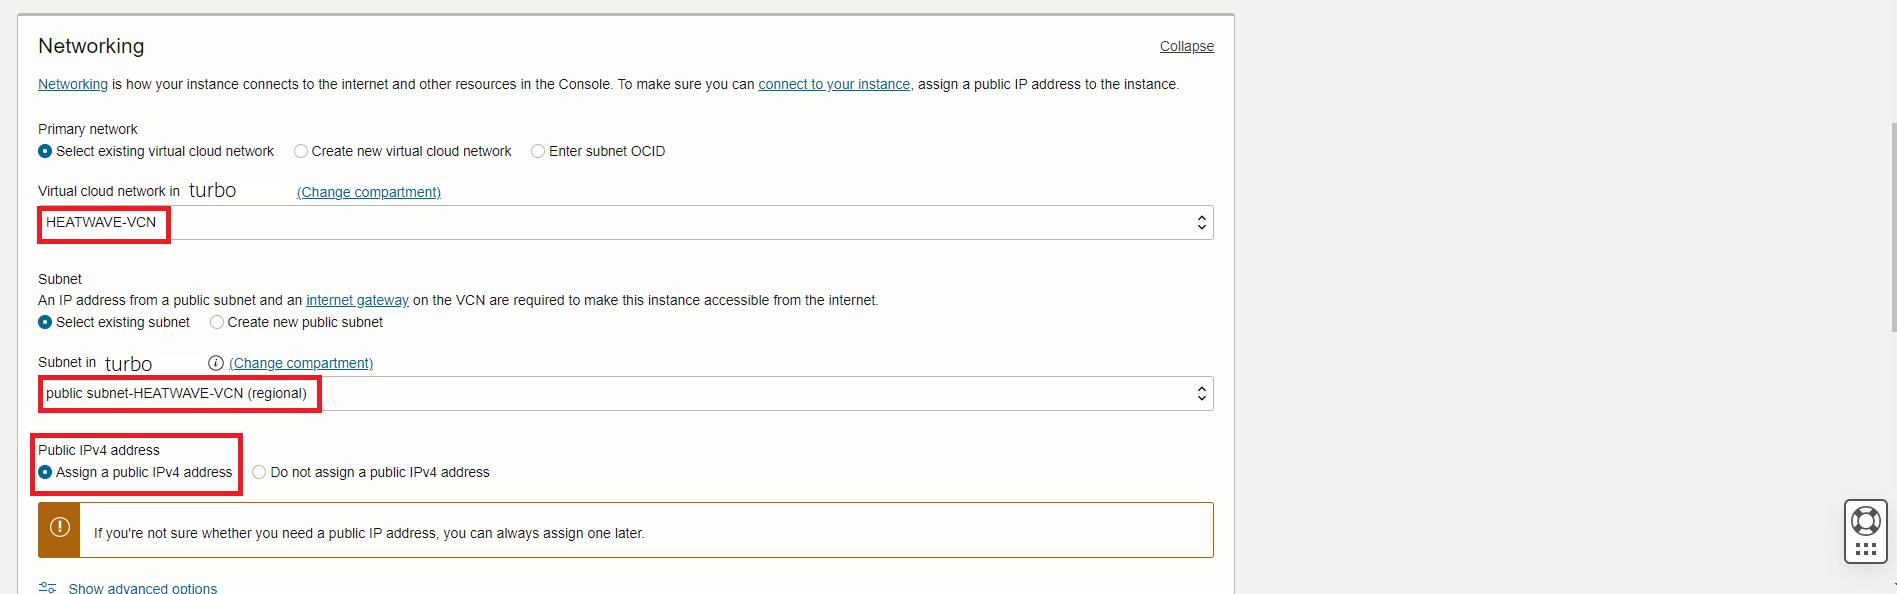 Networking
Collapse
Networking is how your instance connects to the internet and other resources in the Console. To make sure you can connect to your instance, assign a public IP address to the instance.
Primary network
Select existing virtual cloud network Create new virtual cloud network Enter subnet OCID
Virtual cloud network in turbo (Change compartment)
HEATWAVE-VCN
Subnet
An IP address from a public subnet and an internet gateway on the VCN are required to make this instance accessible from the internet.
Select existing subnet Create new public subnet
Subnet in turbo (Change compartment)
public subnet-HEATWAVE-VCN (regional)
Public IPv4 address
Assign a public IPv4 address Do not assign a public IPv4 address
If you're not sure whether you need a public IP address, you can always assign one later.
Show advanced options